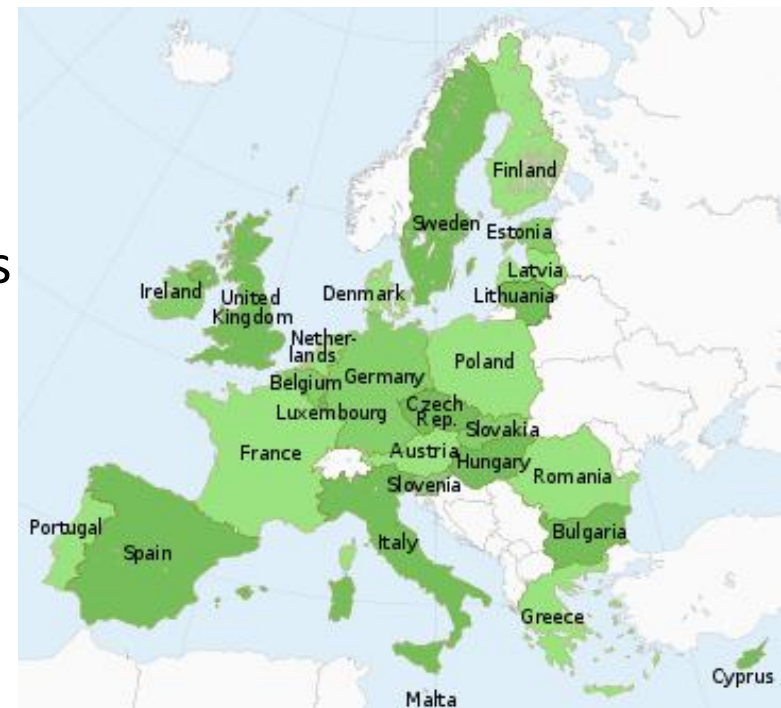 Finland
Sweden
Estonia
Latvia
s
Ireland
United
Kingdom
Denmark
Lithuania
Nether-
lands
Poland
Belgium
Germany
Czech
Rep.
Luxembourg
Slovakia
France
Austria
Hungary
Romania
Slovenia
Portugal
Spain
Italy
Bulgaria
Greece
Cyprus
Malta